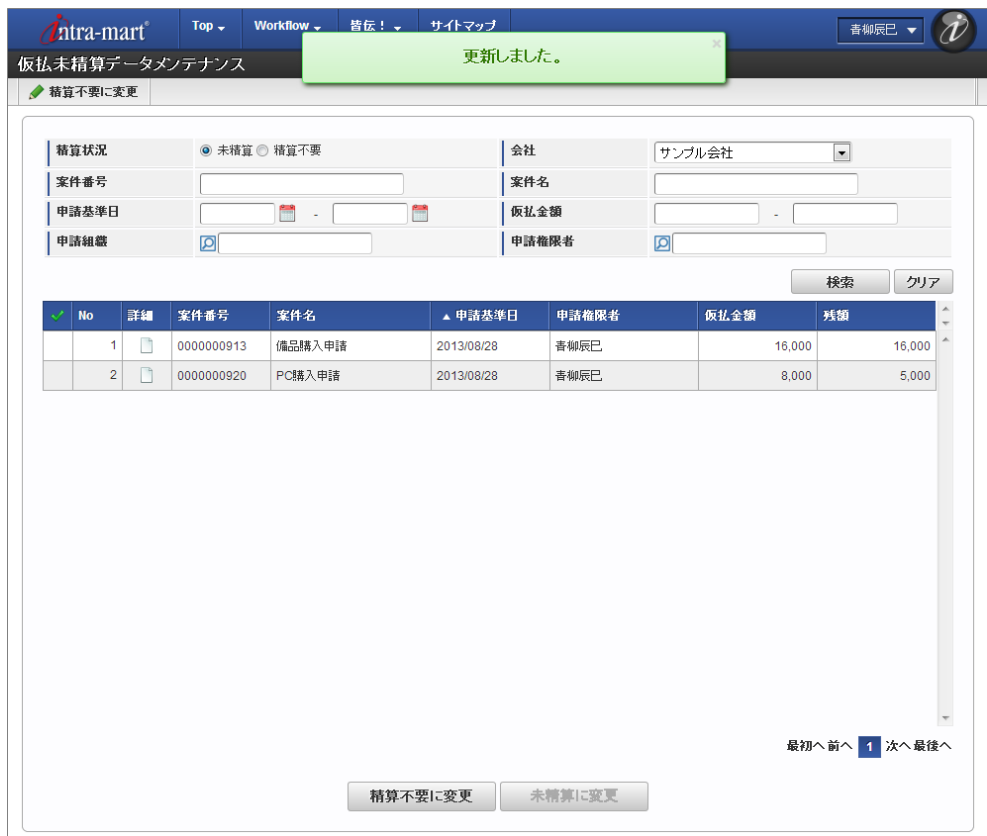 intra-mart® Top Workflow 皆伝！ サイトマップ 青柳辰巳
更新しました。 ×
仮払未精算データメンテナンス
精算不要に変更
精算状況 未精算 精算不要 会社 サンプル会社
案件番号 案件名
申請基準日 - 仮払金額 -
申請組織 申請権限者
検索 クリア
No 詳細 案件番号 案件名 ▲ 申請基準日 申請権限者 仮払金額 残額
1 0000000913 備品購入申請 2013/08/28 青柳辰巳 16,000 16,000
2 0000000920 PC購入申請 2013/08/28 青柳辰巳 8,000 5,000
最初へ 前へ 1 次へ 最後へ
精算不要に変更 未精算に変更